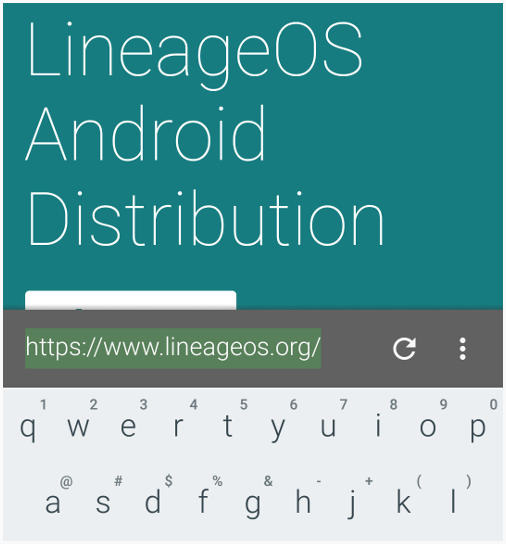 LineageOS
Android
Distribution
https://www.lineageos.org/
1 2 3 4 5 6 7 8 9 0
q w e r t y u i o p
@ # $ % & - + ( )
a s d f g h j k l